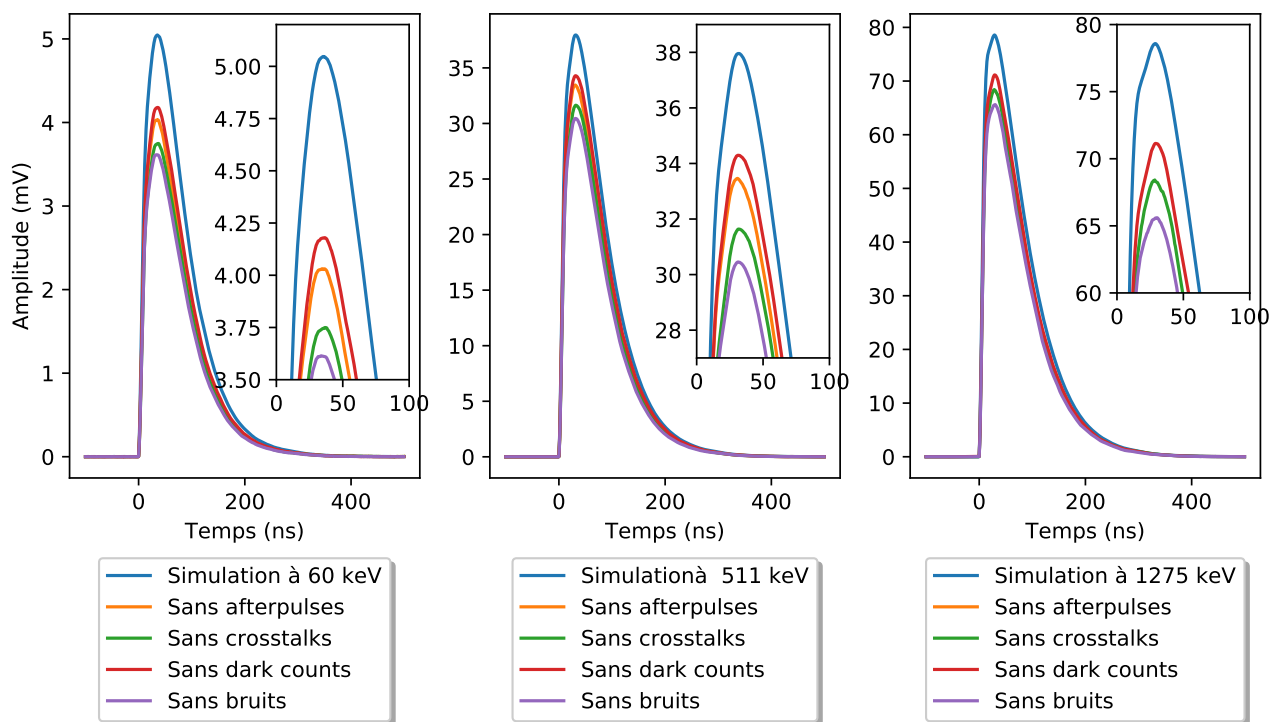 Amplitude (mV)
5
4
3
2
1
0
0 200 400
Temps (ns)
5.00
4.75
4.50
4.25
4.00
3.75
3.50
0 50 100
35
30
25
20
15
10
5
0
0 200 400
Temps (ns)
38
36
34
32
30
28
0 50 100
80
70
60
50
40
30
20
10
0
0 200 400
Temps (ns)
80
75
70
65
60
0 50 100
Simulation à 60 keV
Sans afterpulses
Sans crosstalks
Sans dark counts
Sans bruits
Simulationà  511 keV
Sans afterpulses
Sans crosstalks
Sans dark counts
Sans bruits
Simulation à 1275 keV
Sans afterpulses
Sans crosstalks
Sans dark counts
Sans bruits